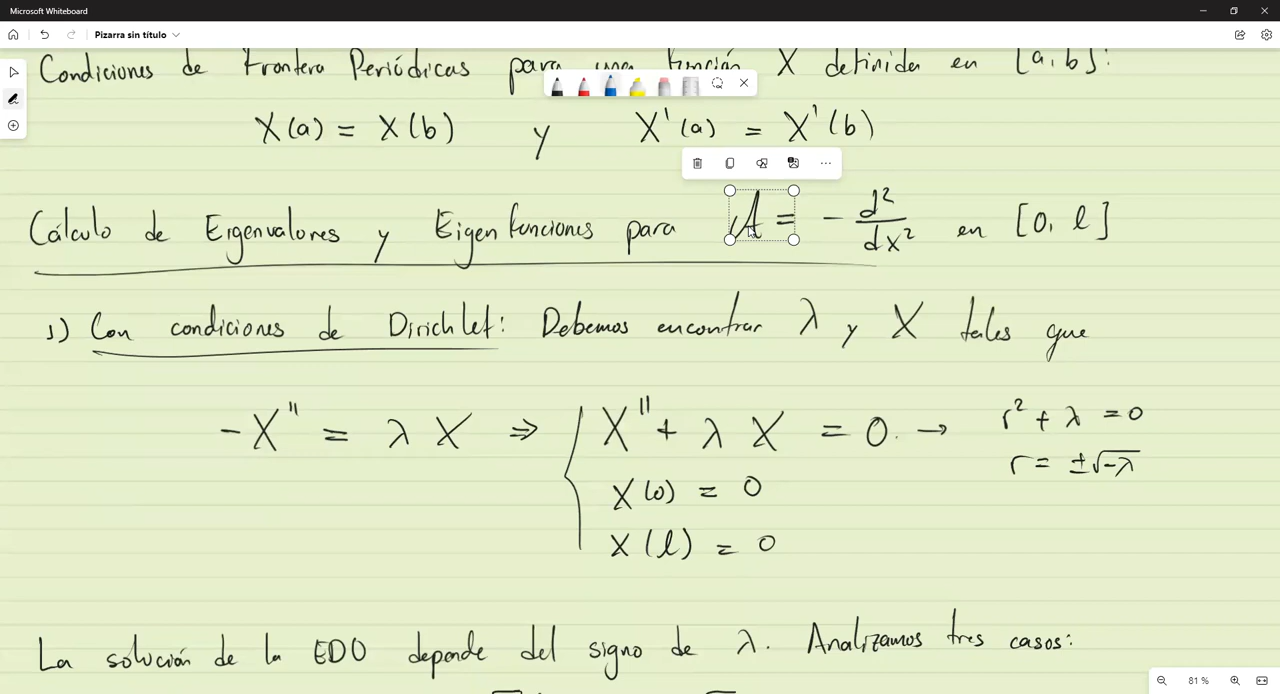 Microsoft Whiteboard
Pizarra sin título
Condiciones de Frontera Periódicas para una función X definida en [a,b]:
X(a) = X(b) y X'(a) = X'(b)
Cálculo de Eigenvalores y Eigenfunciones para A = - d²/dx² en [0, l]
1) Con condiciones de Dirichlet: Debemos encontrar λ y X tales que
-X'' = λ X ⇒ { X'' + λ X = 0. → r² + λ = 0
r = ±√-λ
X(0) = 0
X(l) = 0
La solución de la EDO depende del signo de λ. Analizamos tres casos:
81 %